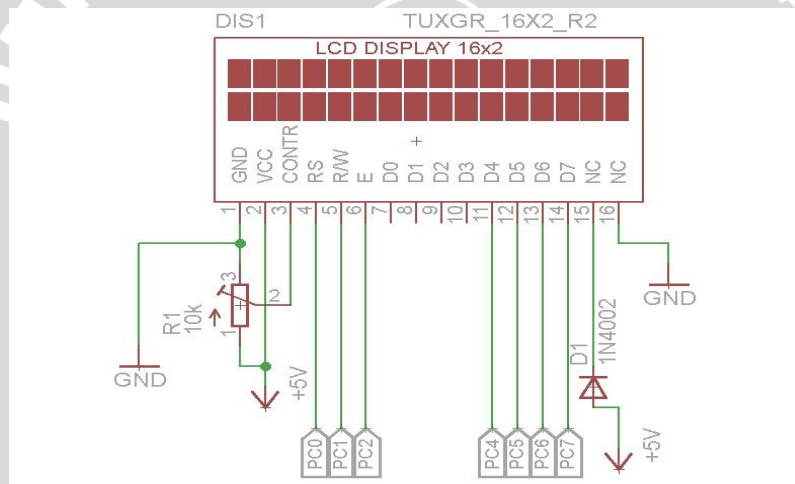 DIS1
TUXGR_16X2_R2
LCD DISPLAY 16x2
GND
VCC
CONTR
RS
R/W
E
D0
D1
D2
D3
D4
D5
D6
D7
NC
NC
1
2
3
4
5
6
7
8
9
10
11
12
13
14
15
16
R1
10k
3
2
1
GND
+5V
PC0
PC1
PC2
PC4
PC5
PC6
PC7
D1
1N4002
+5V
GND